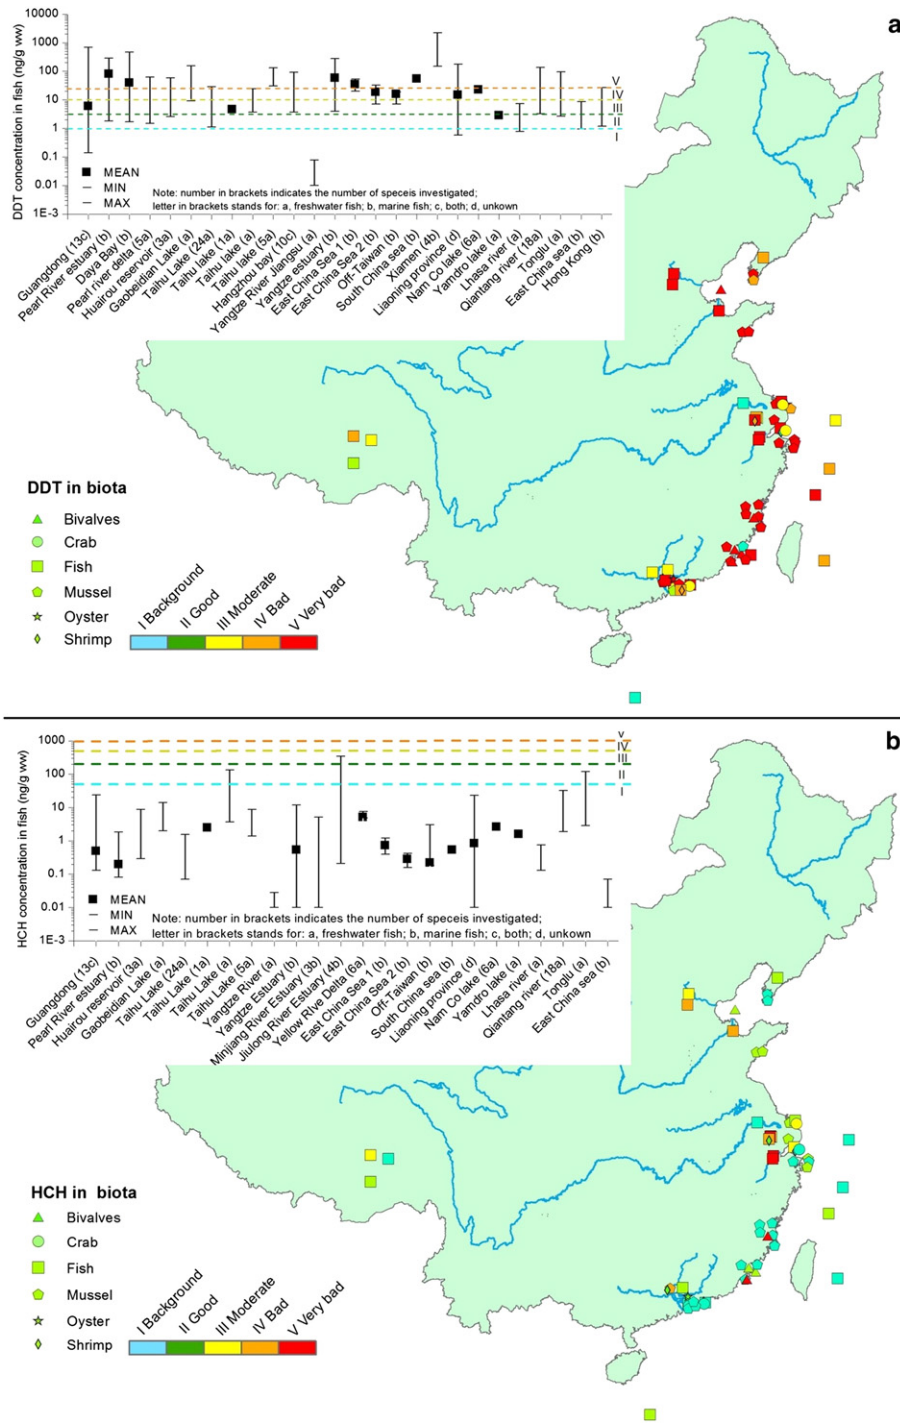 a
DDT concentration in fish (ng/g ww)
10000
1000
100
10
1
0.1
0.01
1E-3
V
IV
III
II
I
MEAN
MIN
MAX
Note: number in brackets indicates the number of speceis investigated;
letter in brackets stands for: a, freshwater fish; b, marine fish; c, both; d, unkown
Guangdong (13c)
Pearl River estuary (b)
Daya Bay (b)
Pearl river delta (5a)
Huairou reservoir (3a)
Gaobeidian Lake (a)
Taihu Lake (24a)
Taihu lake (1a)
Taihu lake (a)
Taihu lake (5a)
Hangzhou bay (10c)
Yangtze River Jiangsu (a)
Yangtze estuary (b)
East China Sea 1 (b)
East China Sea 2 (b)
Off-Taiwan (b)
South China sea (b)
Xiamen (4b)
Liaoning province (d)
Nam Co lake (6a)
Yamdro lake (a)
Lhasa river (a)
Qiantang river (18a)
Tonglu (a)
East China sea (b)
Hong Kong (b)
DDT in biota
Bivalves
Crab
Fish
Mussel
Oyster
Shrimp
I Background
II Good
III Moderate
IV Bad
V Very bad
b
HCH concentration in fish (ng/g ww)
1000
100
10
1
0.1
0.01
1E-3
V
IV
III
II
I
MEAN
MIN
MAX
Note: number in brackets indicates the number of speceis investigated;
letter in brackets stands for: a, freshwater fish; b, marine fish; c, both; d, unkown
Guangdong (13c)
Pearl River estuary (b)
Huairou reservoir (3a)
Gaobeidian Lake (a)
Taihu Lake (24a)
Taihu Lake (1a)
Taihu Lake (a)
Taihu Lake (5a)
Yangtze River (a)
Yangtze Estuary (b)
Minjiang River Estuary (3b)
Jiulong River Estuary (4b)
Yellow Rive Delta (6a)
East China Sea 1 (b)
East China Sea 2 (b)
Off-Taiwan (b)
South China sea (b)
Liaoning province (d)
Nam Co lake (6a)
Yamdro lake (a)
Lhasa river (a)
Qiantang river (18a)
Tonglu (a)
East China sea (b)
HCH in biota
Bivalves
Crab
Fish
Mussel
Oyster
Shrimp
I Background
II Good
III Moderate
IV Bad
V Very bad